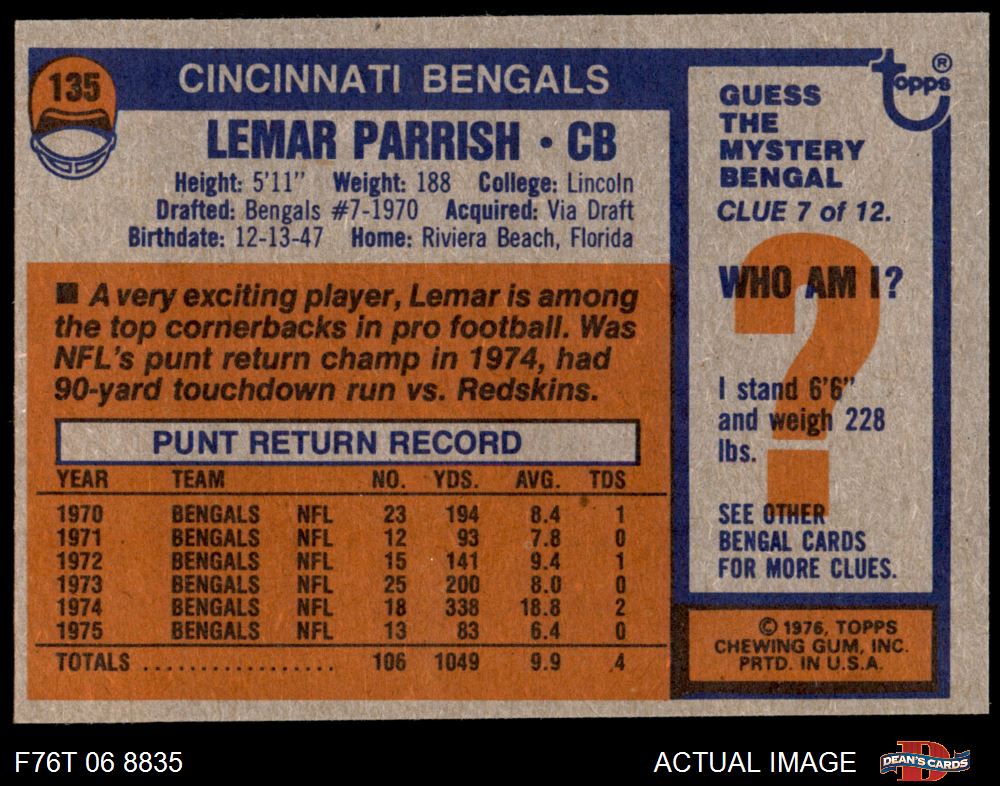 135
CINCINNATI BENGALS
LEMAR PARRISH • CB
Height: 5'11" Weight: 188 College: Lincoln
Drafted: Bengals #7-1970 Acquired: Via Draft
Birthdate: 12-13-47 Home: Riviera Beach, Florida
■ A very exciting player, Lemar is among
the top cornerbacks in pro football. Was
NFL's punt return champ in 1974, had
90-yard touchdown run vs. Redskins.
PUNT RETURN RECORD
YEAR TEAM NO. YDS. AVG. TDS
1970 BENGALS NFL 23 194 8.4 1
1971 BENGALS NFL 12 93 7.8 0
1972 BENGALS NFL 15 141 9.4 1
1973 BENGALS NFL 25 200 8.0 0
1974 BENGALS NFL 18 338 18.8 2
1975 BENGALS NFL 13 83 6.4 0
TOTALS .................. 106 1049 9.9 4
topps®
GUESS
THE
MYSTERY
BENGAL
CLUE 7 of 12.
?
WHO AM I?
I stand 6'6"
and weigh 228
lbs.
SEE OTHER
BENGAL CARDS
FOR MORE CLUES.
© 1976, TOPPS
CHEWING GUM, INC.
PRTD. IN U.S.A.
F76T 06 8835
ACTUAL IMAGE
D
DEAN'S CARDS